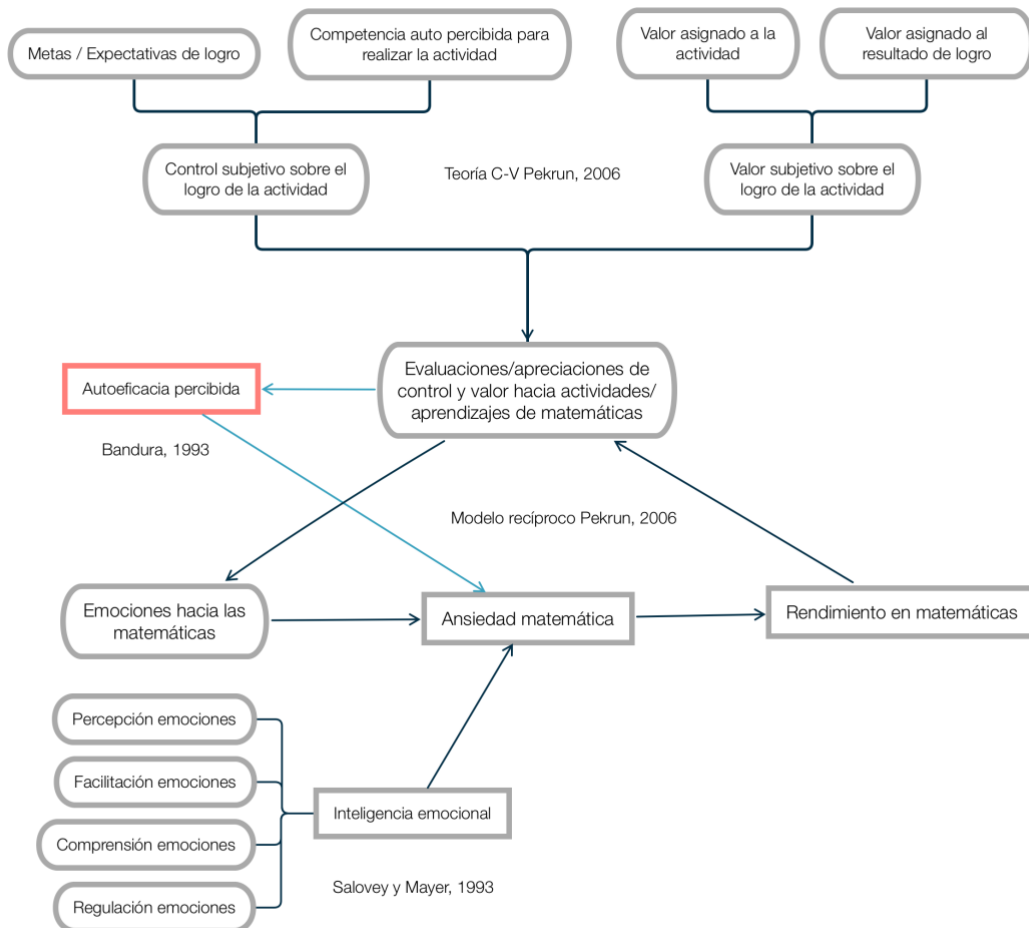 Metas / Expectativas de logro
Competencia auto percibida para
realizar la actividad
Valor asignado a la
actividad
Valor asignado al
resultado de logro
Control subjetivo sobre el
logro de la actividad
Teoría C-V Pekrun, 2006
Valor subjetivo sobre el
logro de la actividad
Evaluaciones/apreciaciones de
control y valor hacia actividades/
aprendizajes de matemáticas
Autoeficacia percibida
Bandura, 1993
Modelo recíproco Pekrun, 2006
Emociones hacia las
matemáticas
Ansiedad matemática
Rendimiento en matemáticas
Percepción emociones
Facilitación emociones
Comprensión emociones
Regulación emociones
Inteligencia emocional
Salovey y Mayer, 1993